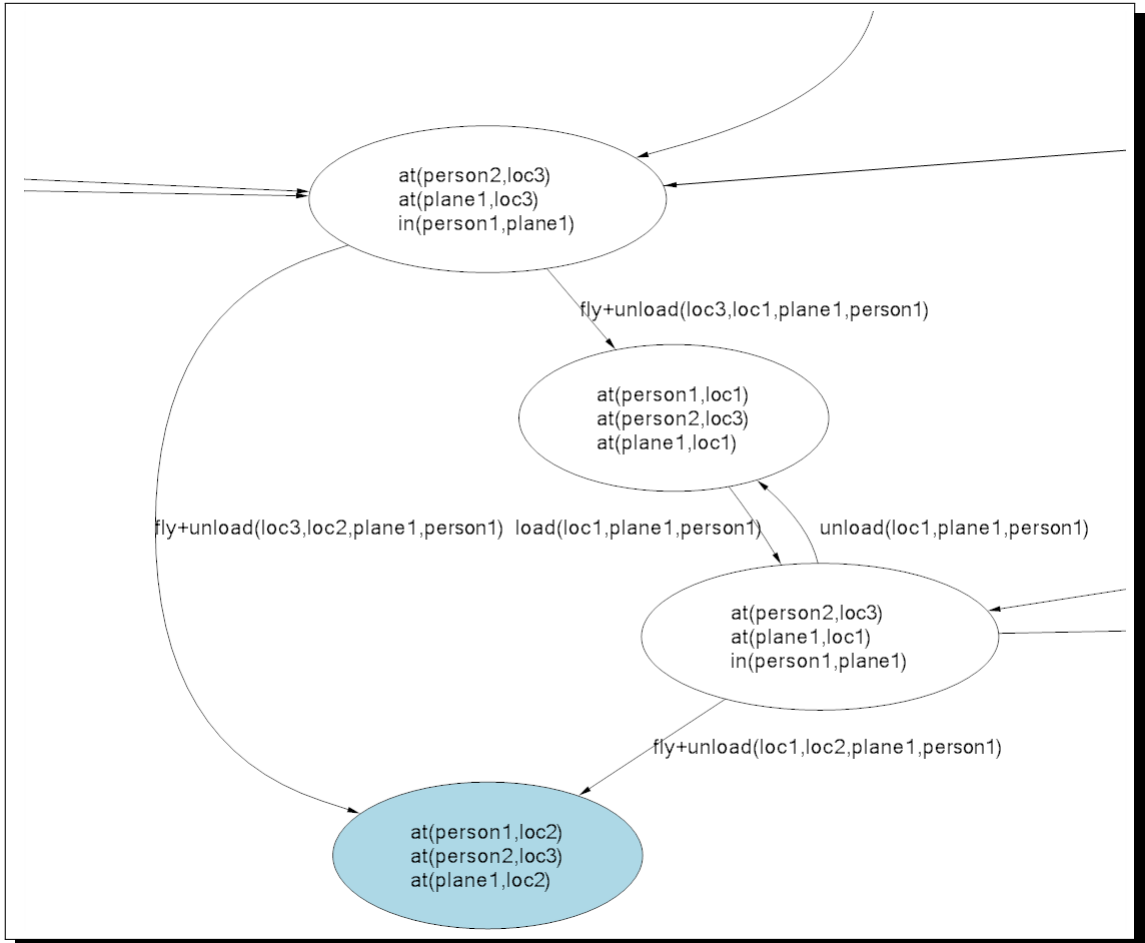 at(person2,loc3)
at(plane1,loc3)
in(person1,plane1)
fly+unload(loc3,loc1,plane1,person1)
at(person1,loc1)
at(person2,loc3)
at(plane1,loc1)
fly+unload(loc3,loc2,plane1,person1)
load(loc1,plane1,person1)
unload(loc1,plane1,person1)
at(person2,loc3)
at(plane1,loc1)
in(person1,plane1)
fly+unload(loc1,loc2,plane1,person1)
at(person1,loc2)
at(person2,loc3)
at(plane1,loc2)